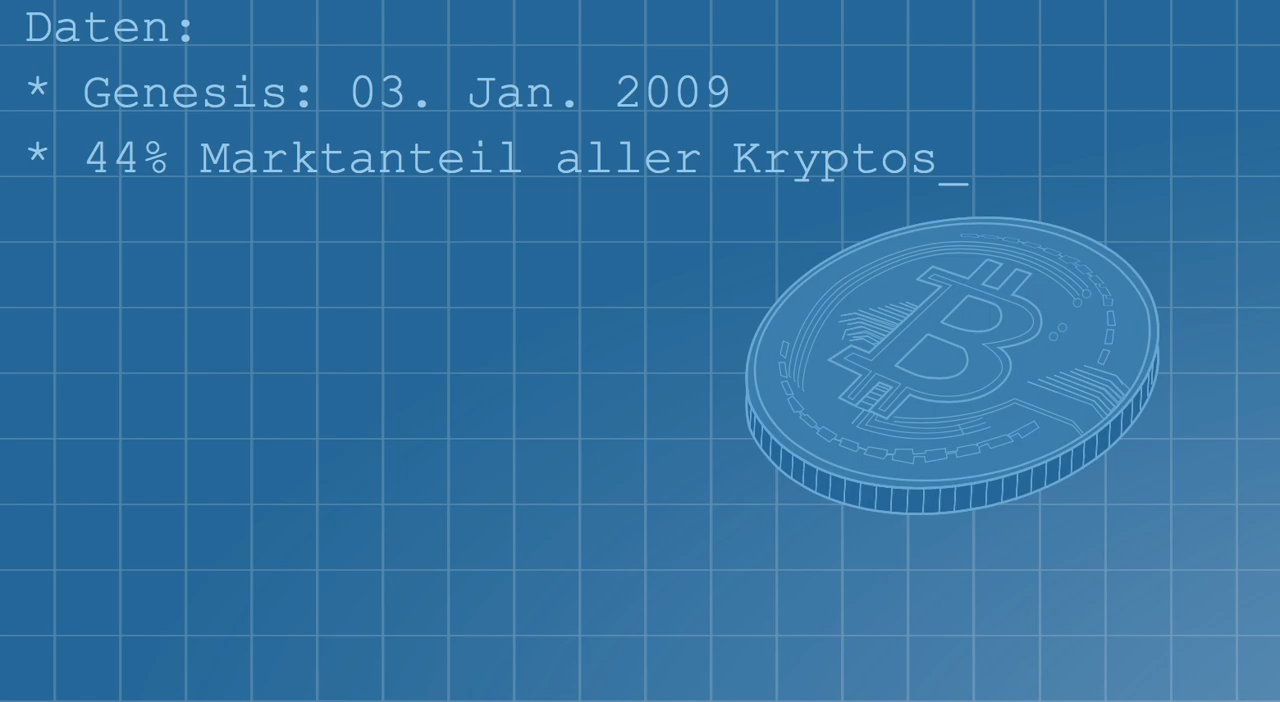 Daten:
* Genesis: 03. Jan. 2009
* 44% Marktanteil aller Kryptos_